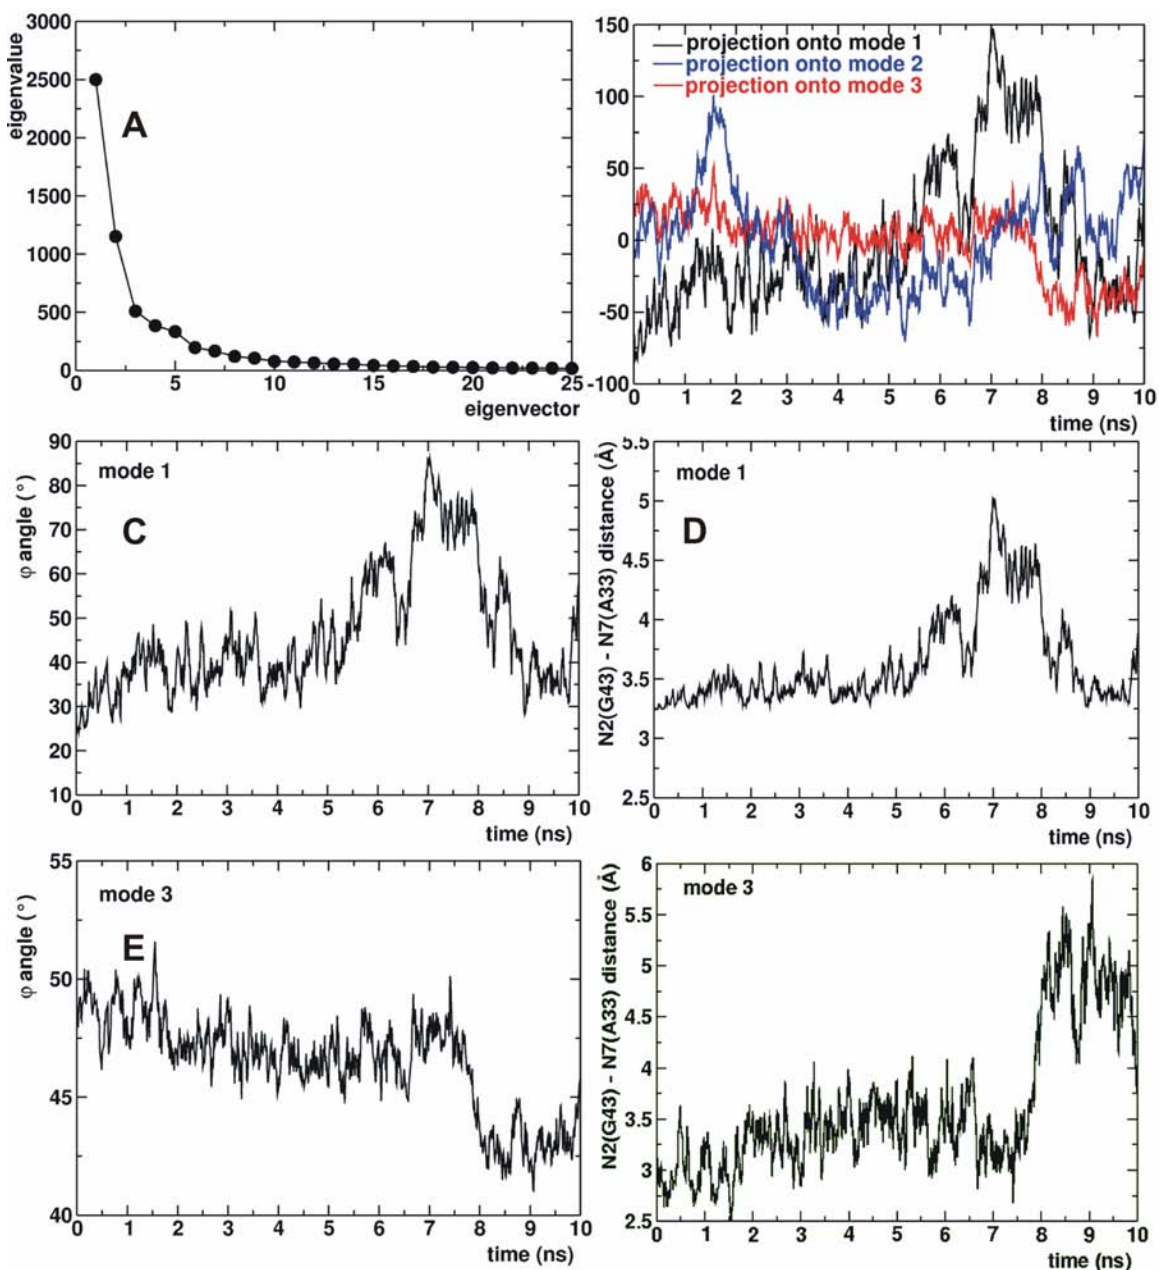 3000
2500
2000
1500
1000
500
0
eigenvalue
A
0 5 10 15 20 25
eigenvector
150
100
50
0
-50
-100
projection onto mode 1
projection onto mode 2
projection onto mode 3
0 1 2 3 4 5 6 7 8 9 10
time (ns)
90
80
70
60
50
40
30
20
10
φ angle (°)
mode 1
C
0 1 2 3 4 5 6 7 8 9 10
time (ns)
5.5
5
4.5
4
3.5
3
2.5
N2(G43) - N7(A33) distance (Å)
mode 1
D
0 1 2 3 4 5 6 7 8 9 10
time (ns)
55
50
45
40
φ angle (°)
mode 3
E
0 1 2 3 4 5 6 7 8 9 10
time (ns)
6
5.5
5
4.5
4
3.5
3
2.5
N2(G43) - N7(A33) distance (Å)
mode 3
0 1 2 3 4 5 6 7 8 9 10
time (ns)